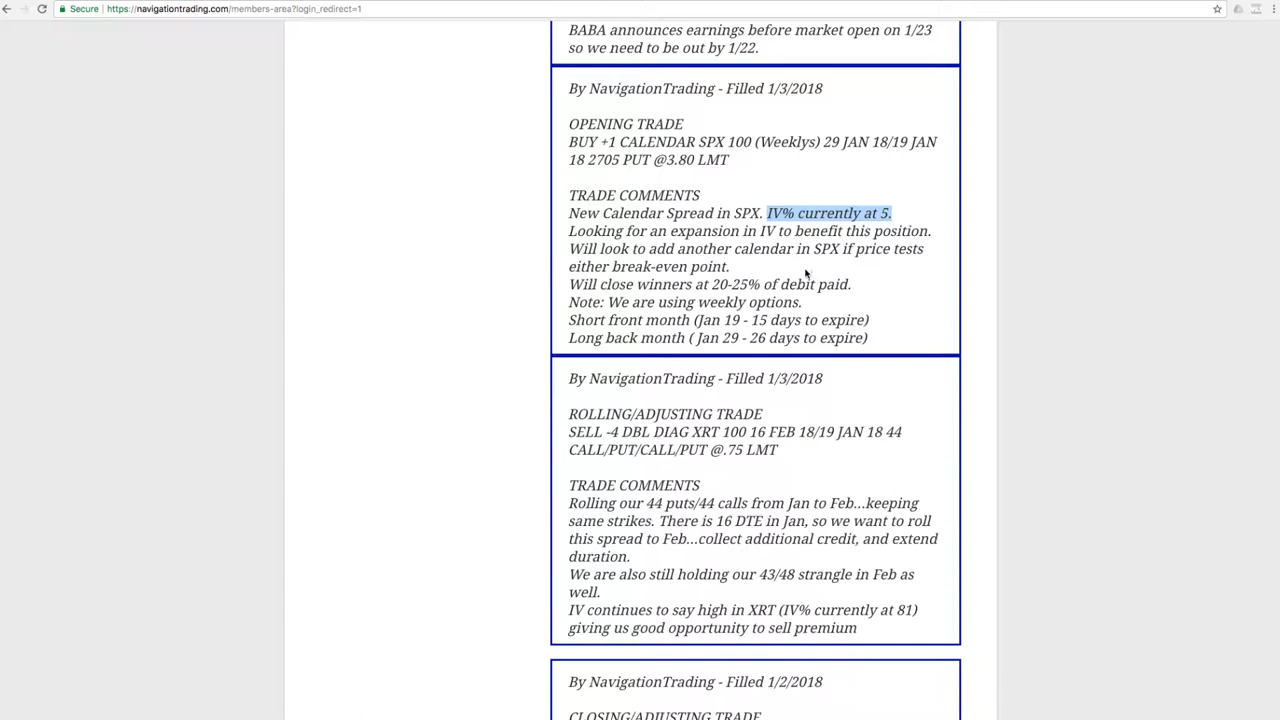 Secure | https://navigationtrading.com/members-area?login_redirect=1
BABA announces earnings before market open on 1/23
so we need to be out by 1/22.
By NavigationTrading - Filled 1/3/2018
OPENING TRADE
BUY +1 CALENDAR SPX 100 (Weeklys) 29 JAN 18/19 JAN
18 2705 PUT @3.80 LMT
TRADE COMMENTS
New Calendar Spread in SPX. IV% currently at 5.
Looking for an expansion in IV to benefit this position.
Will look to add another calendar in SPX if price tests
either break-even point.
Will close winners at 20-25% of debit paid.
Note: We are using weekly options.
Short front month (Jan 19 - 15 days to expire)
Long back month ( Jan 29 - 26 days to expire)
By NavigationTrading - Filled 1/3/2018
ROLLING/ADJUSTING TRADE
SELL -4 DBL DIAG XRT 100 16 FEB 18/19 JAN 18 44
CALL/PUT/CALL/PUT @.75 LMT
TRADE COMMENTS
Rolling our 44 puts/44 calls from Jan to Feb...keeping
same strikes. There is 16 DTE in Jan, so we want to roll
this spread to Feb...collect additional credit, and extend
duration.
We are also still holding our 43/48 strangle in Feb as
well.
IV continues to say high in XRT (IV% currently at 81)
giving us good opportunity to sell premium
By NavigationTrading - Filled 1/2/2018
CLOSING/ADJUSTING TRADE